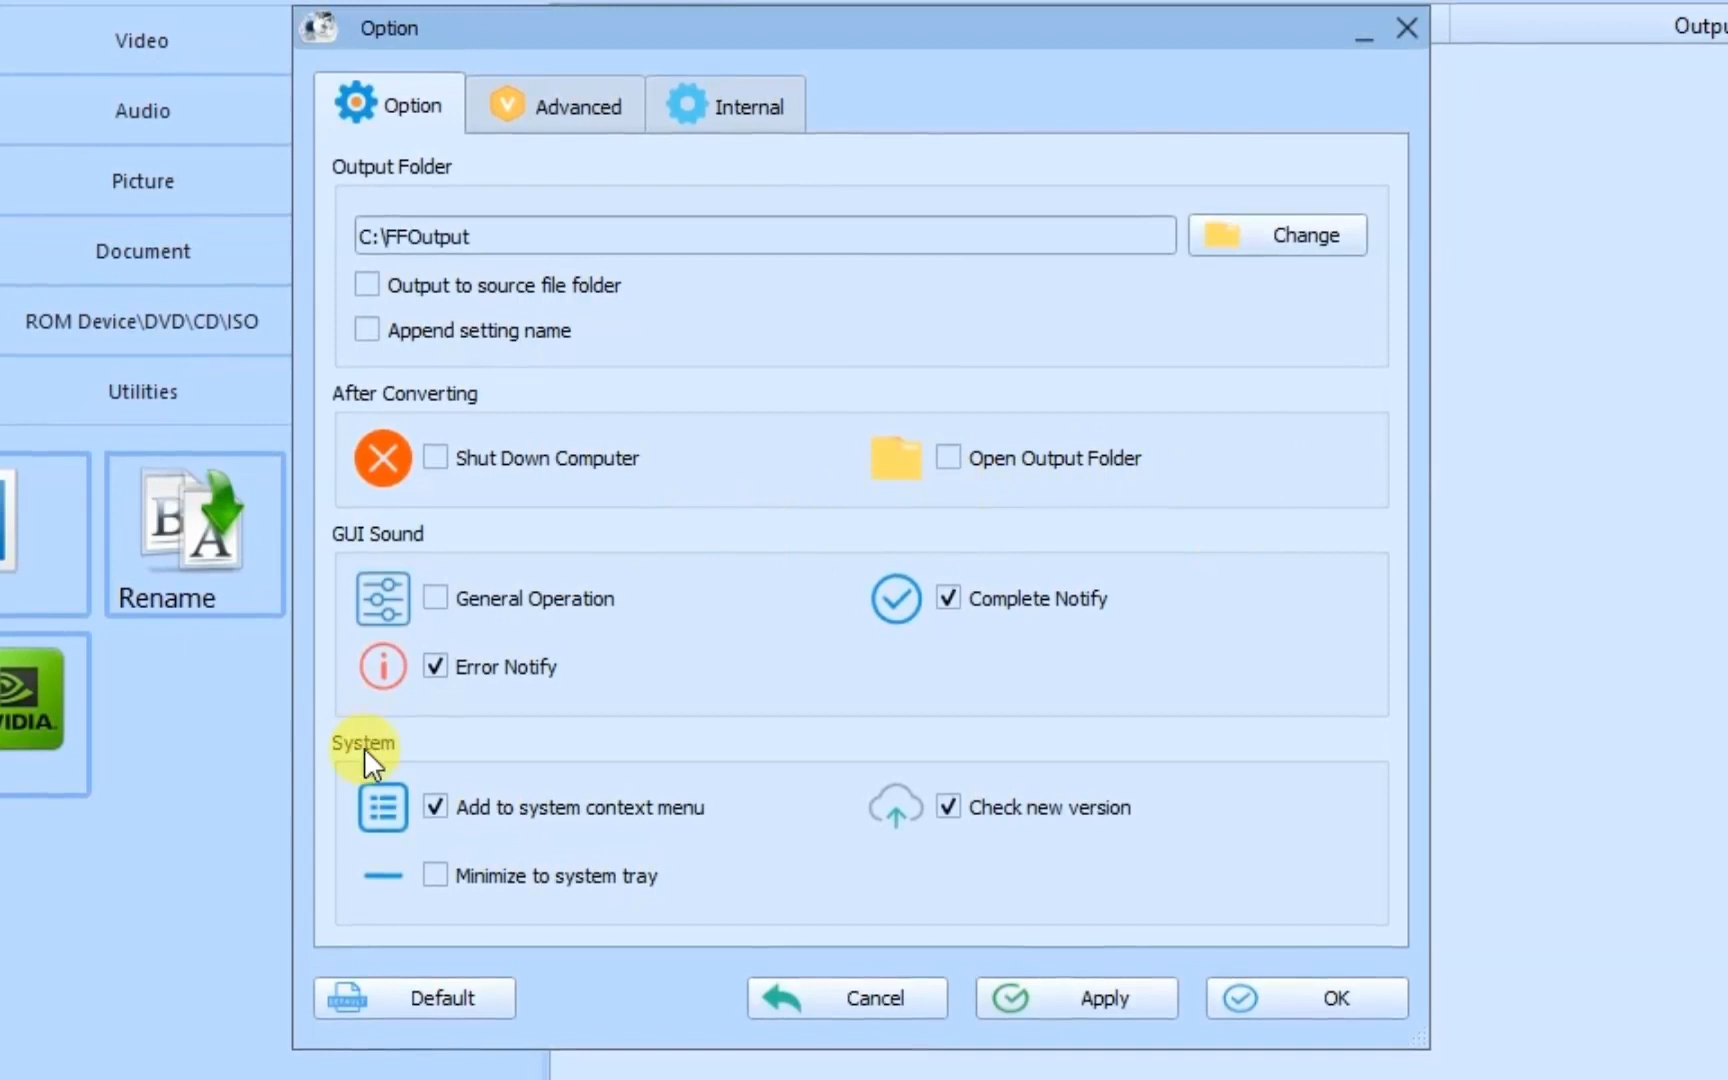 Option
Outpu
Video
Audio
Picture
Document
ROM Device\DVD\CD\ISO
Utilities
B
A
Rename
VIDIA.
Option
Advanced
Internal
Output Folder
C:\FFOutput
Change
Output to source file folder
Append setting name
After Converting
Shut Down Computer
Open Output Folder
GUI Sound
General Operation
Complete Notify
Error Notify
System
Add to system context menu
Check new version
Minimize to system tray
DEFAULT
Default
Cancel
Apply
OK